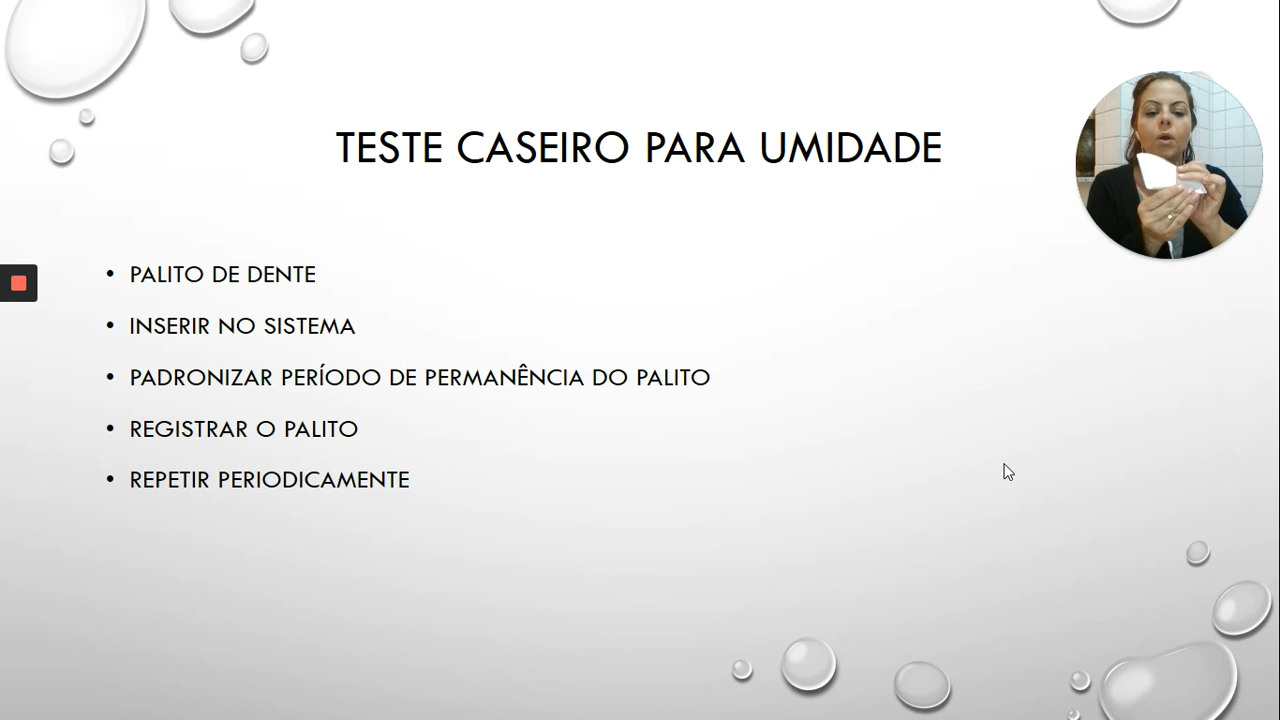 TESTE CASEIRO PARA UMIDADE
• PALITO DE DENTE
• INSERIR NO SISTEMA
• PADRONIZAR PERÍODO DE PERMANÊNCIA DO PALITO
• REGISTRAR O PALITO
• REPETIR PERIODICAMENTE